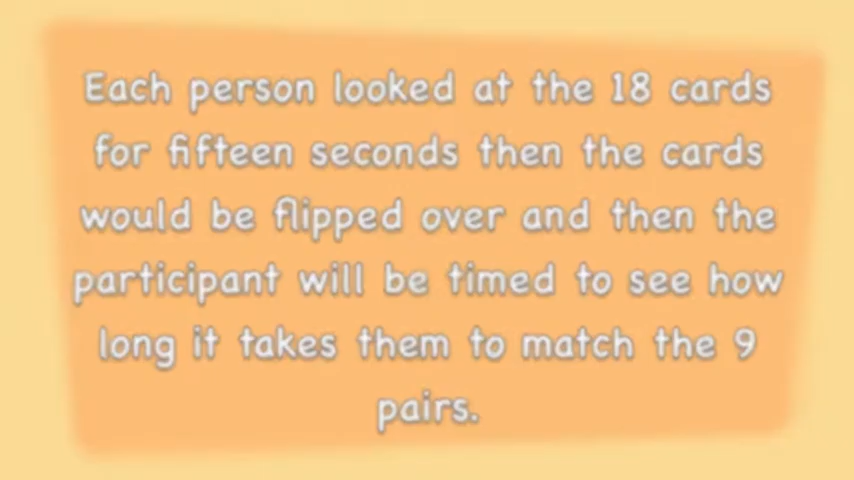 Each person looked at the 18 cards
for fifteen seconds then the cards
would be flipped over and then the
participant will be timed to see how
long it takes them to match the 9
pairs.